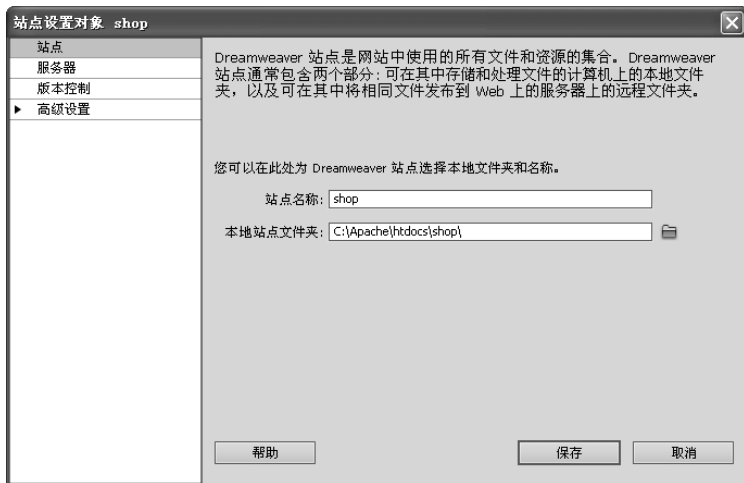 站点设置对象 shop
站点
服务器
版本控制
高级设置
Dreamweaver 站点是网站中使用的所有文件和资源的集合。Dreamweaver
站点通常包含两个部分:可在其中存储和处理文件的计算机上的本地文件
夹，以及可在其中将相同文件发布到 Web 上的服务器上的远程文件夹。
您可以在此处为 Dreamweaver 站点选择本地文件夹和名称。
站点名称: shop
本地站点文件夹: C:\Apache\htdocs\shop\
帮助 保存 取消